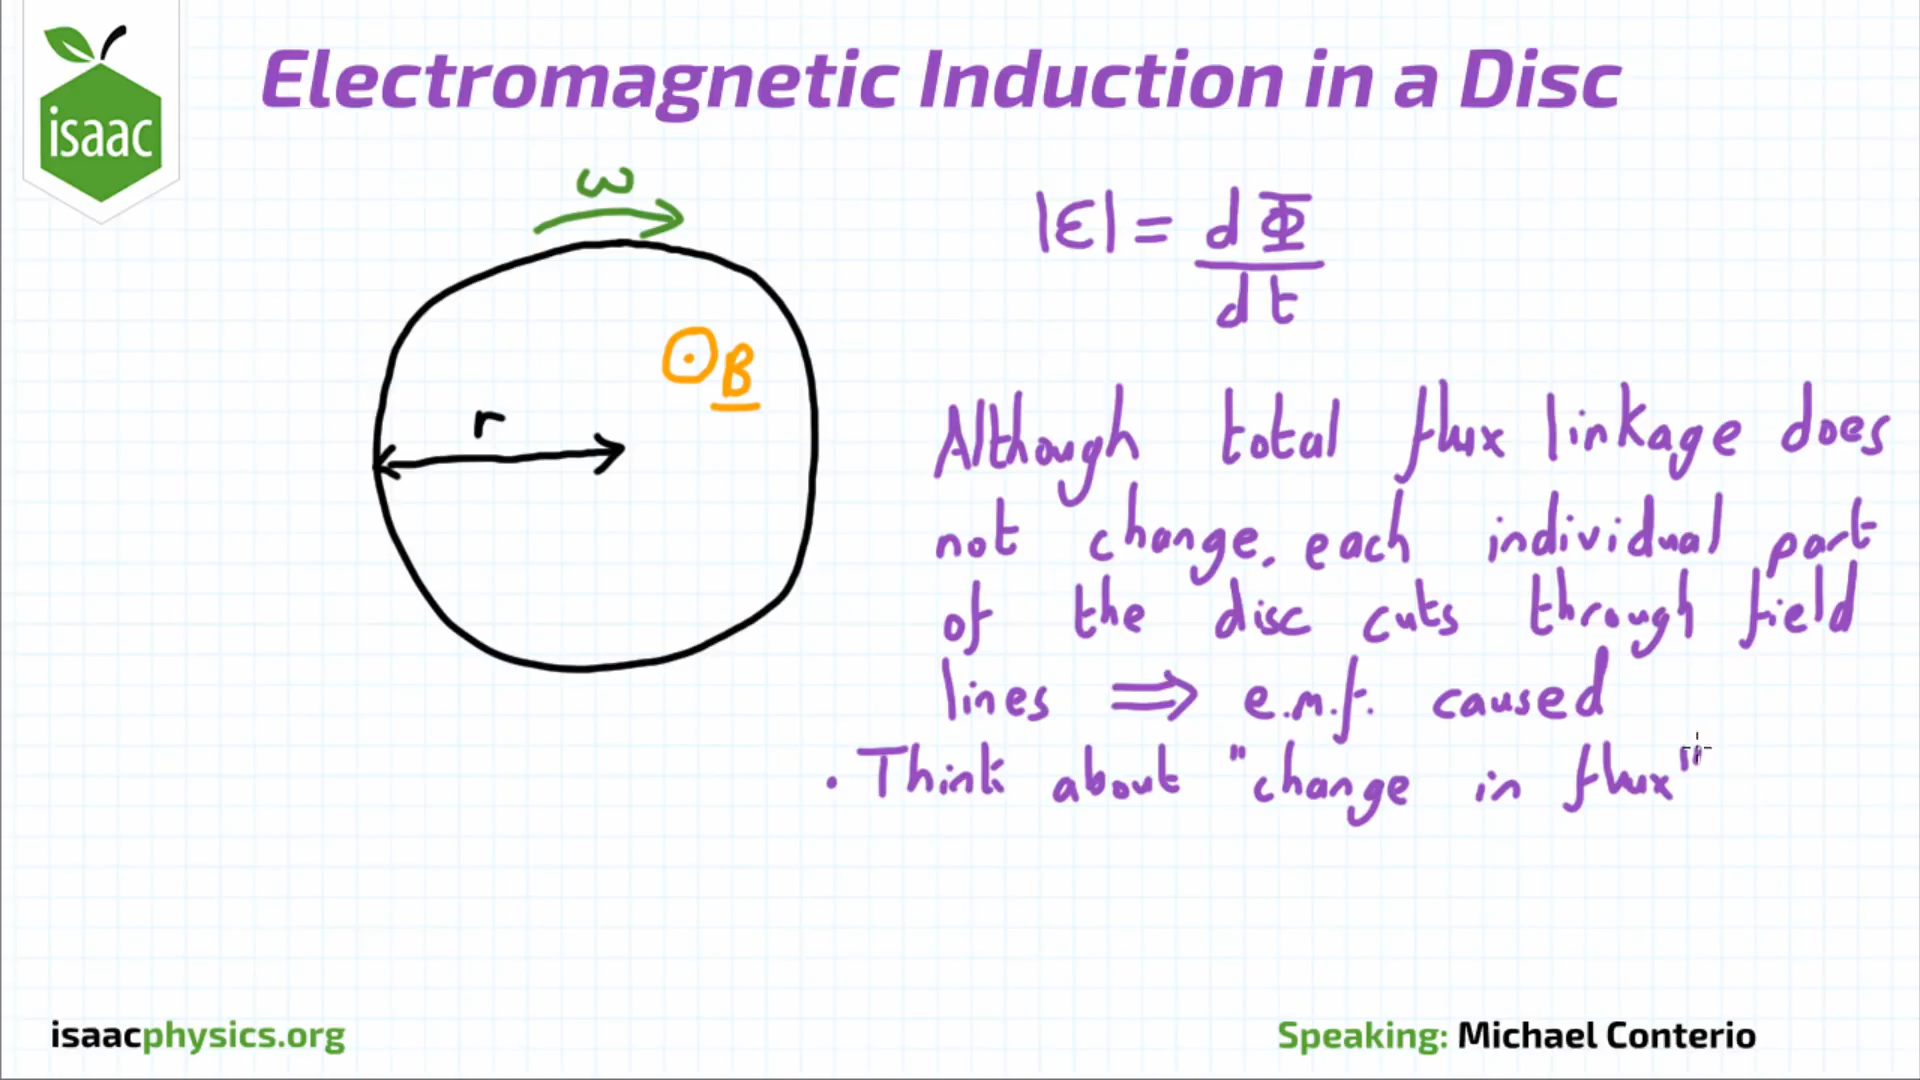 isaac
Electromagnetic Induction in a Disc
ω
r
B
|ε| = dΦ
dt
Although total flux linkage does
not change, each individual part
of the disc cuts through field
lines ⇒ e.m.f. caused
. Think about "change in flux"
isaacphysics.org
Speaking: Michael Conterio